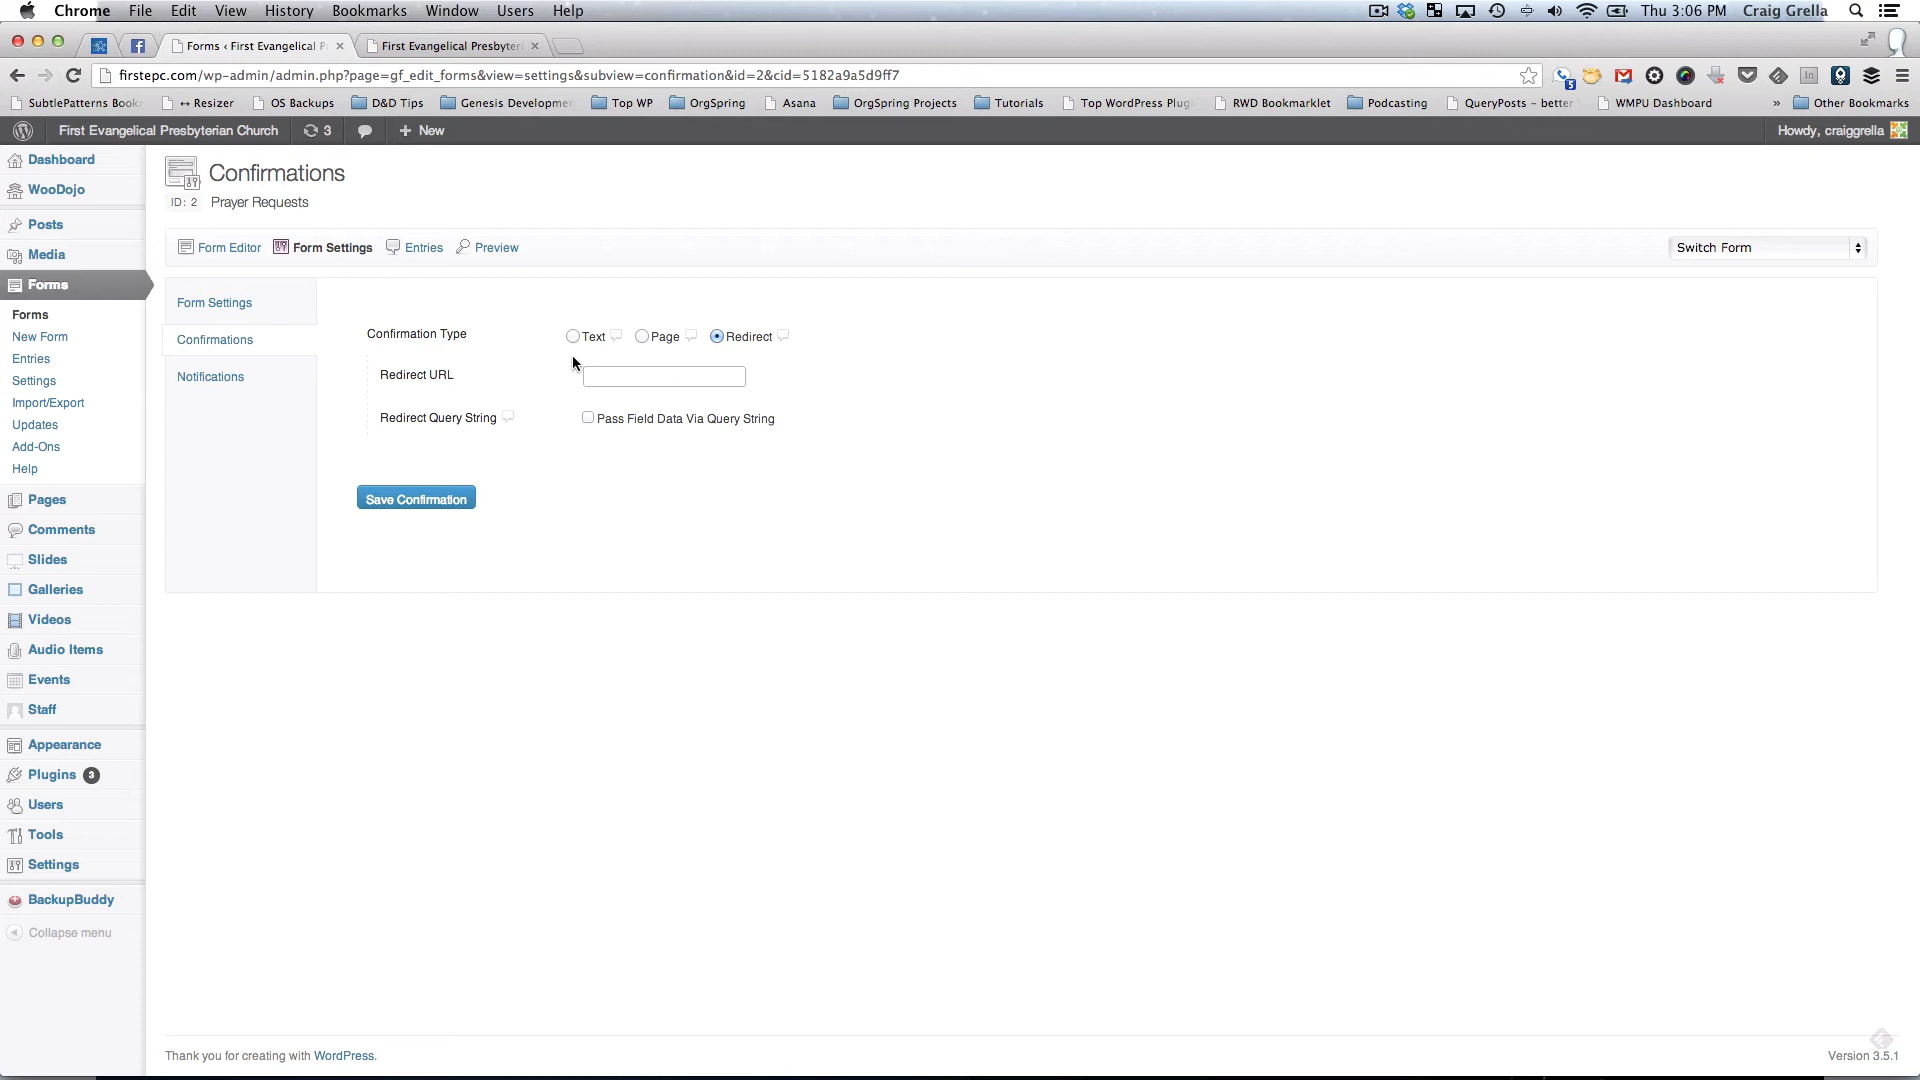 Chrome File Edit View History Bookmarks Window Users Help Thu 3:06 PM Craig Grella
Forms ‹ First Evangelical P First Evangelical Presbyter
firstepc.com/wp-admin/admin.php?page=gf_edit_forms&view=settings&subview=confirmation&id=2&cid=5182a9a5d9ff7 5
SubtlePatterns Book ↔ Resizer OS Backups D&D Tips Genesis Developmen Top WP OrgSpring Asana OrgSpring Projects Tutorials Top WordPress Plugi RWD Bookmarklet Podcasting QueryPosts – better WMPU Dashboard » Other Bookmarks
First Evangelical Presbyterian Church 3 + New Howdy, craiggrella
Dashboard
WooDojo
Posts
Media
Forms
Forms
New Form
Entries
Settings
Import/Export
Updates
Add-Ons
Help
Pages
Comments
Slides
Galleries
Videos
Audio Items
Events
Staff
Appearance
Plugins 3
Users
Tools
Settings
BackupBuddy
Collapse menu
Confirmations
ID: 2 Prayer Requests
Form Editor Form Settings Entries Preview Switch Form
Form Settings
Confirmations
Notifications
Confirmation Type Text Page Redirect
Redirect URL
Redirect Query String Pass Field Data Via Query String
Save Confirmation
Thank you for creating with WordPress. Version 3.5.1